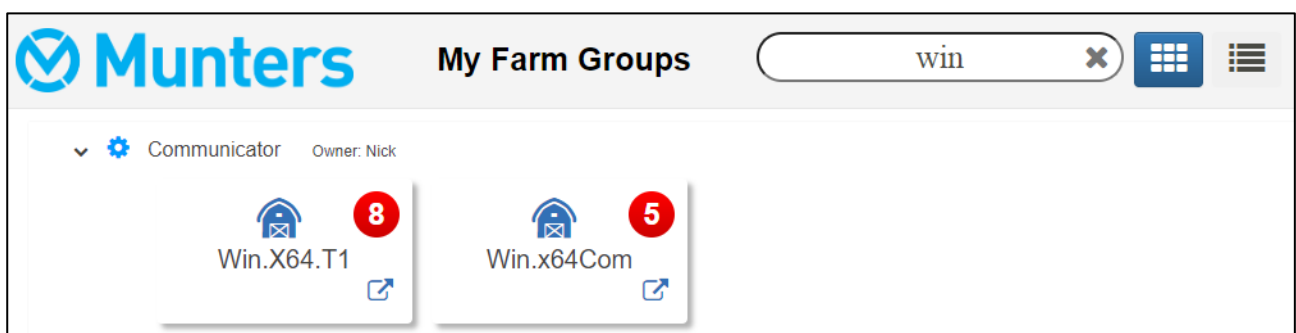 Munters My Farm Groups win
Communicator Owner: Nick
8 5
Win.X64.T1 Win.x64Com